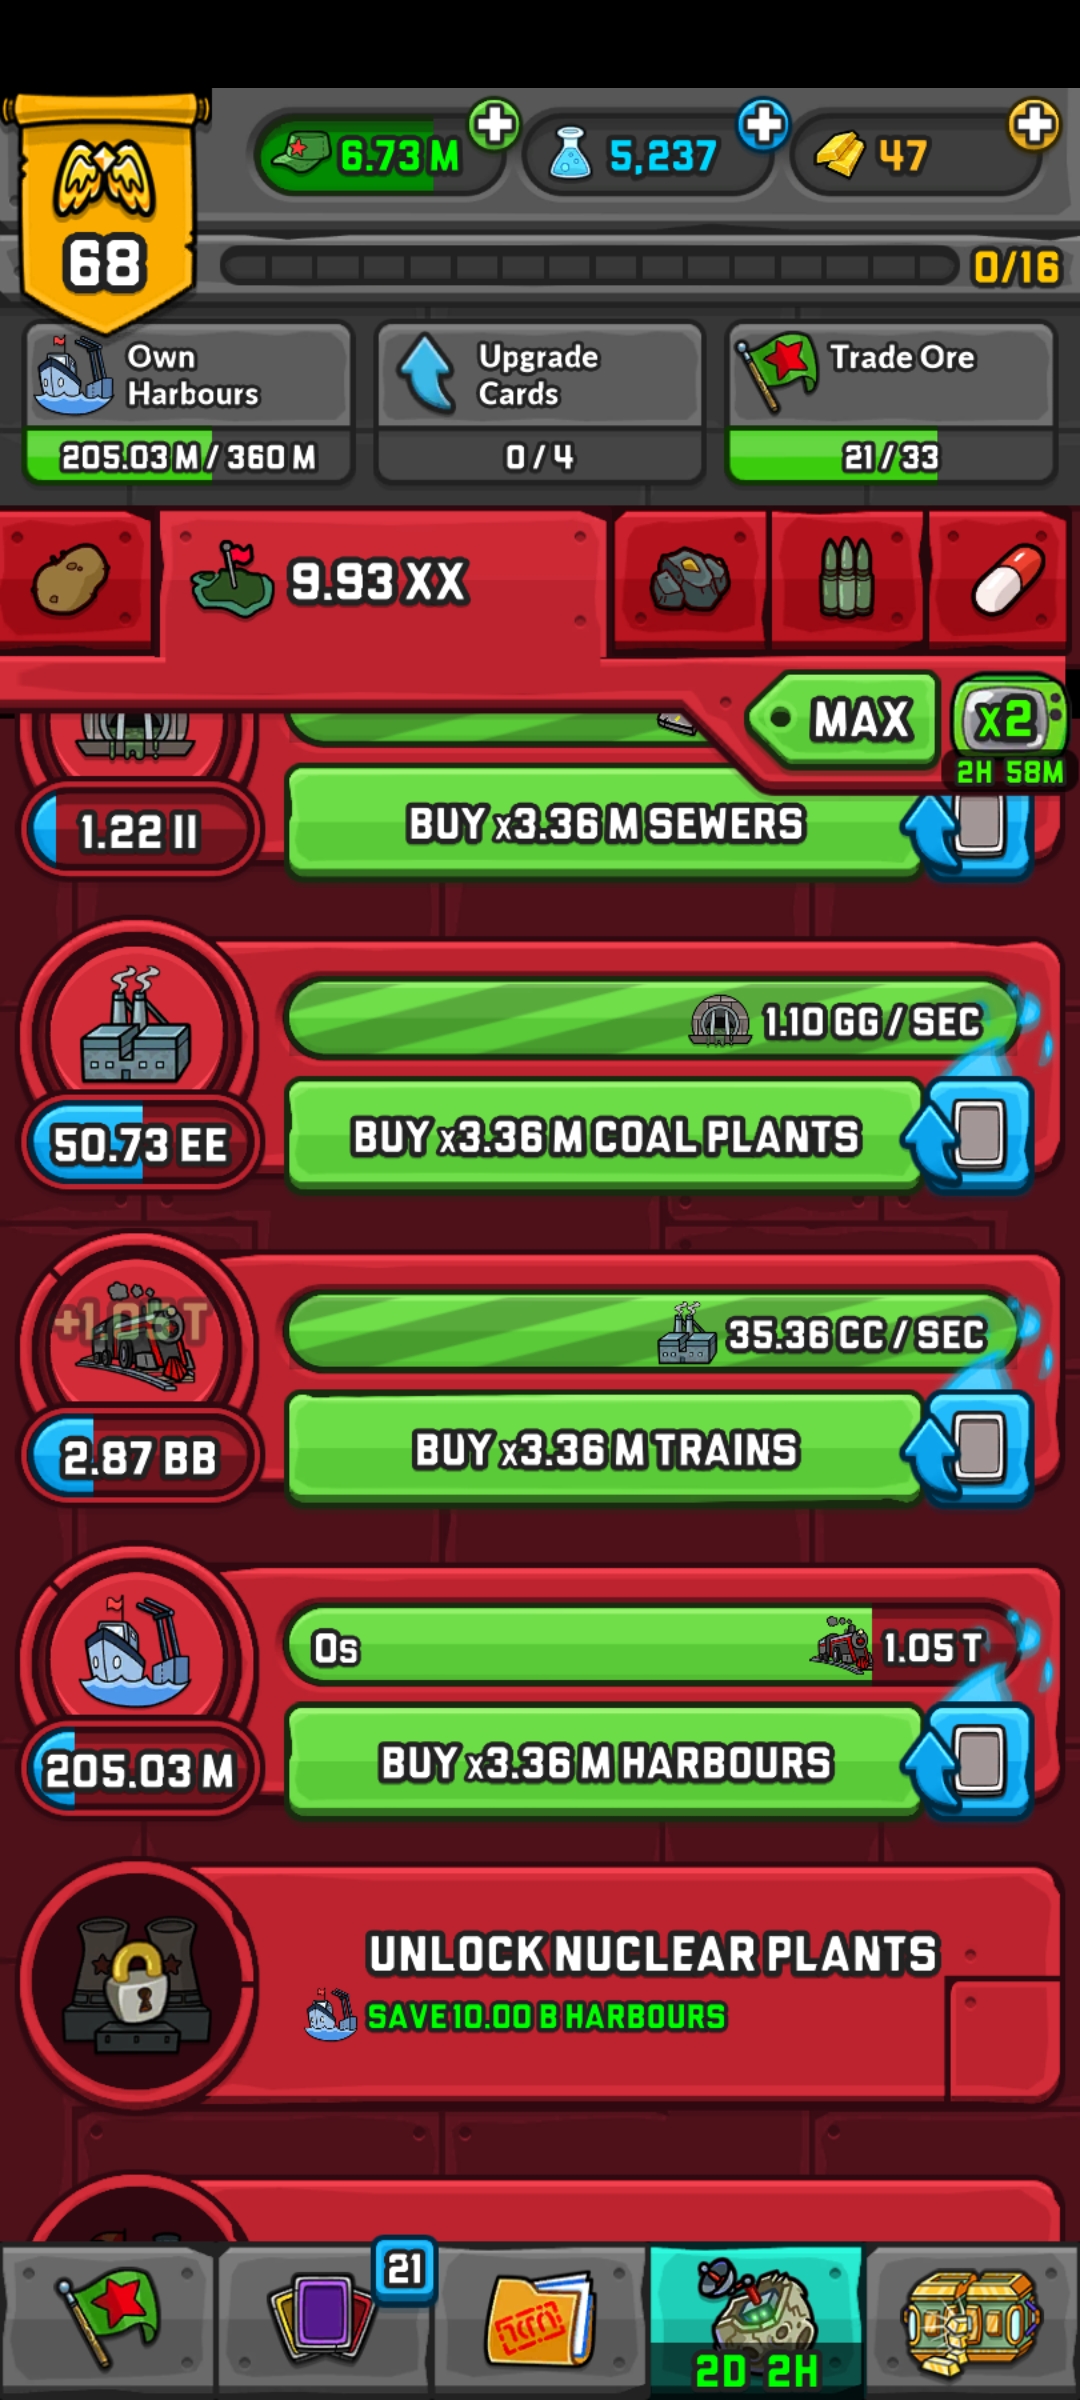 6.73 M
5,237
47
68
0/16
Own
Harbours
205.03 M / 360 M
Upgrade
Cards
0 / 4
Trade Ore
21 / 33
9.93 XX
MAX
x2
2H 58M
1.22 II
BUY x3.36 M SEWERS
1.10 GG / SEC
50.73 EE
BUY x3.36 M COAL PLANTS
+1.05 T
35.36 CC / SEC
2.87 BB
BUY x3.36 M TRAINS
0s
1.05 T
205.03 M
BUY x3.36 M HARBOURS
UNLOCK NUCLEAR PLANTS
SAVE 10.00 B HARBOURS
21
2D 2H